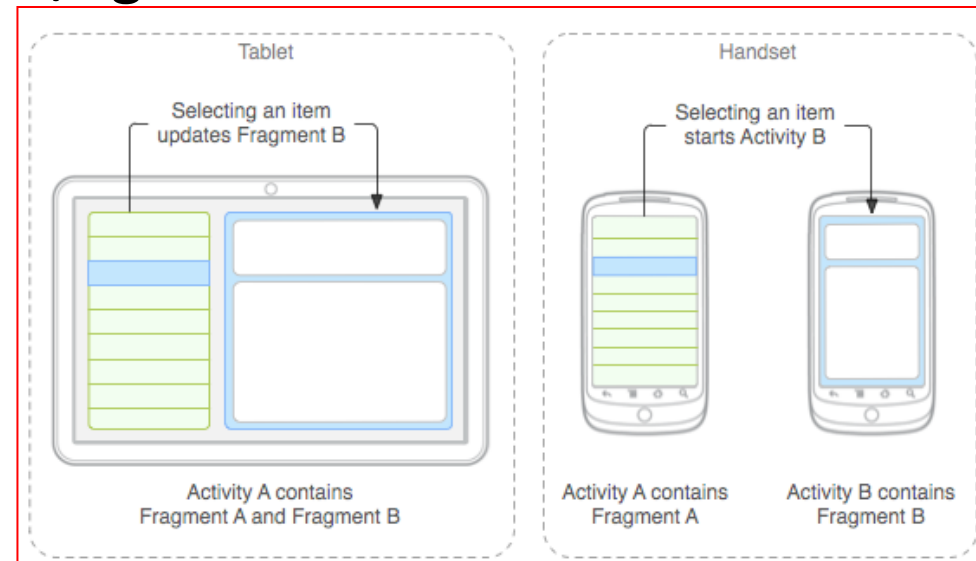 Tablet
Selecting an item
updates Fragment B
Activity A contains
Fragment A and Fragment B
Handset
Selecting an item
starts Activity B
Activity A contains
Fragment A
Activity B contains
Fragment B